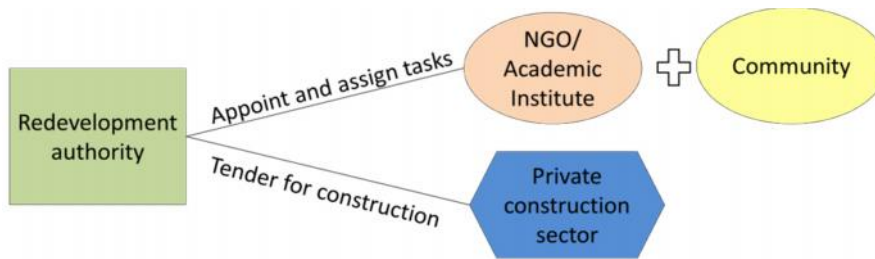 Redevelopment
authority
Appoint and assign tasks
Tender for construction
NGO/
Academic
Institute
Community
Private
construction
sector